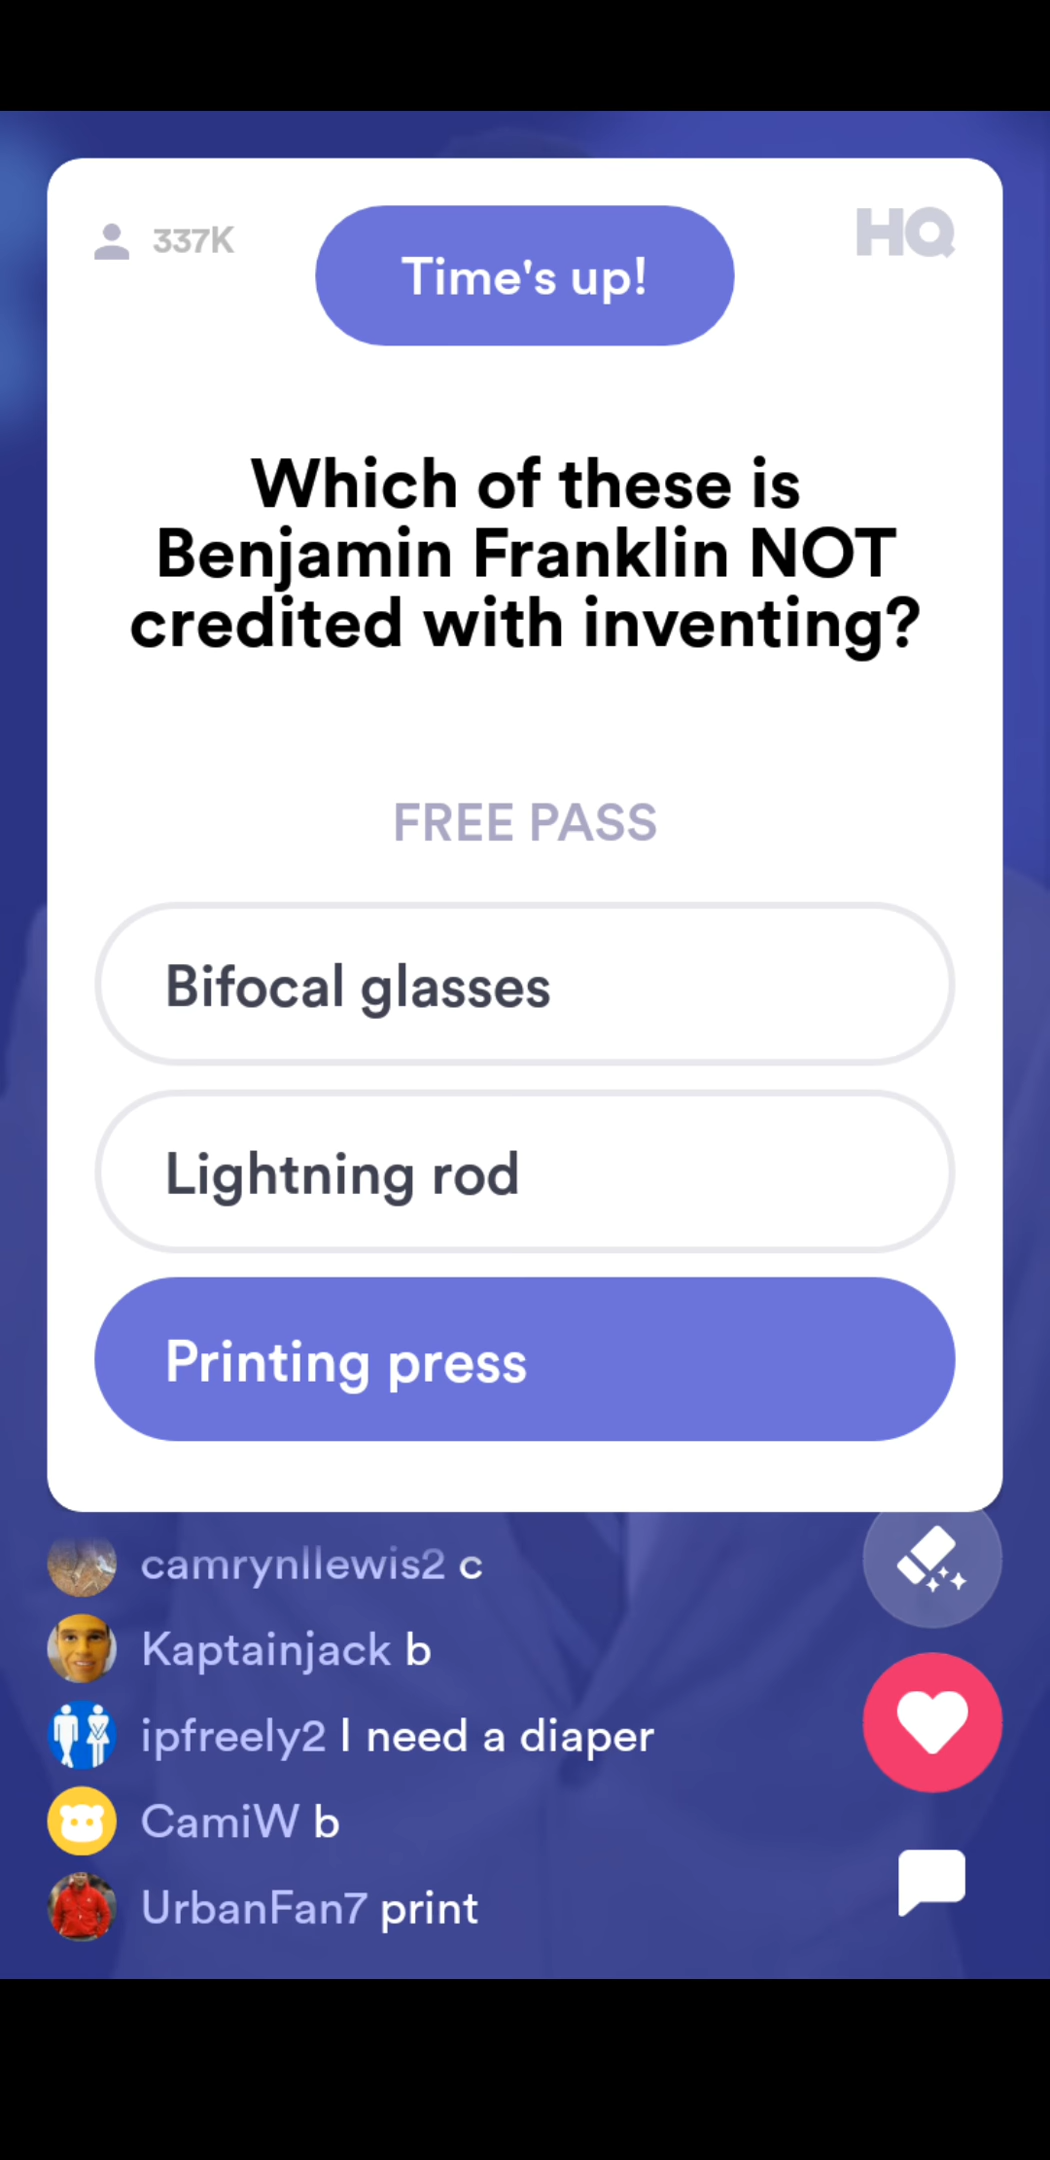 337K
Time's up!
HQ
Which of these is
Benjamin Franklin NOT
credited with inventing?
FREE PASS
Bifocal glasses
Lightning rod
Printing press
camrynllewis2 c
Kaptainjack b
ipfreely2 I need a diaper
CamiW b
UrbanFan7 print